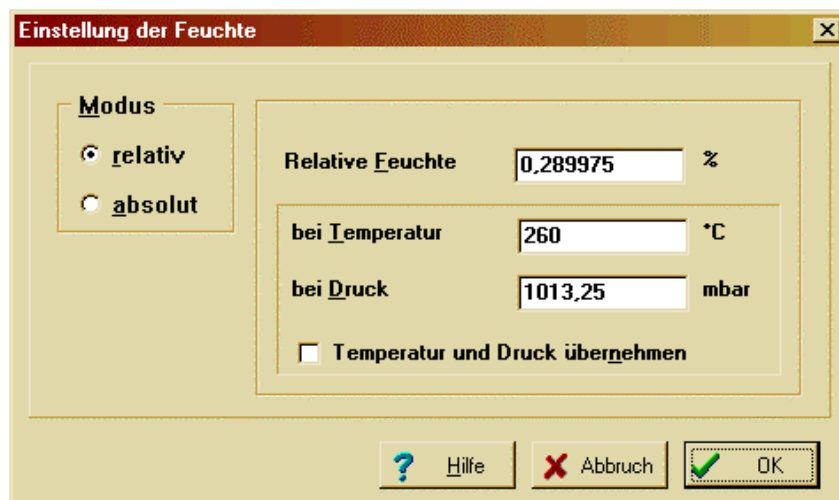 Einstellung der Feuchte
Modus
relativ
absolut
Relative Feuchte 0,289975 %
bei Temperatur 260 °C
bei Druck 1013,25 mbar
Temperatur und Druck übernehmen
? Hilfe Abbruch OK